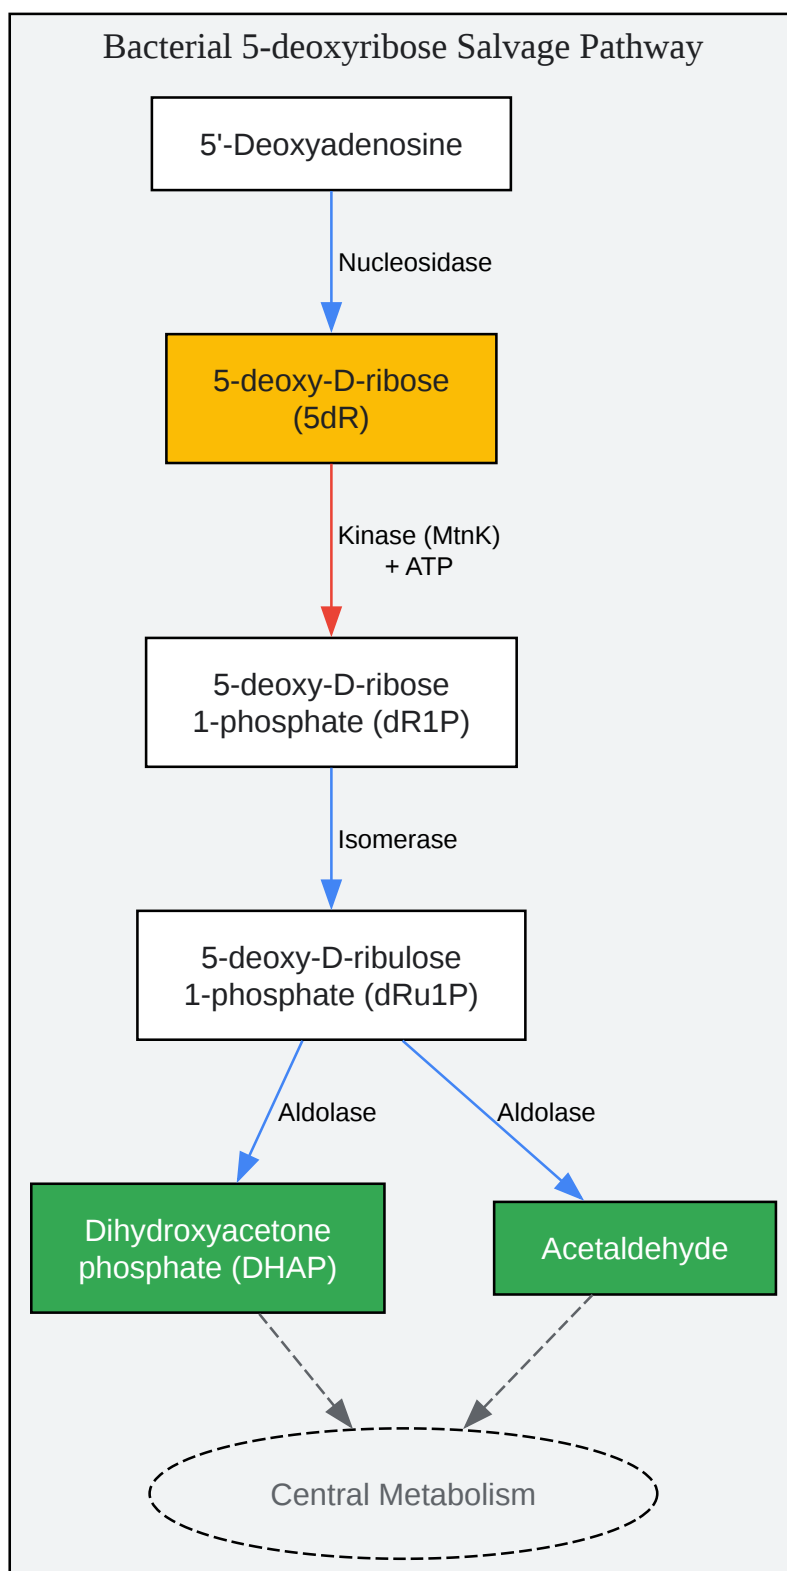 Bacterial 5-deoxyribose Salvage Pathway
5'-Deoxyadenosine
Nucleosidase
5-deoxy-D-ribose
(5dR)
Kinase (MtnK)
+ ATP
5-deoxy-D-ribose
1-phosphate (dR1P)
Isomerase
5-deoxy-D-ribulose
1-phosphate (dRu1P)
Aldolase
Aldolase
Dihydroxyacetone
phosphate (DHAP)
Acetaldehyde
Central Metabolism